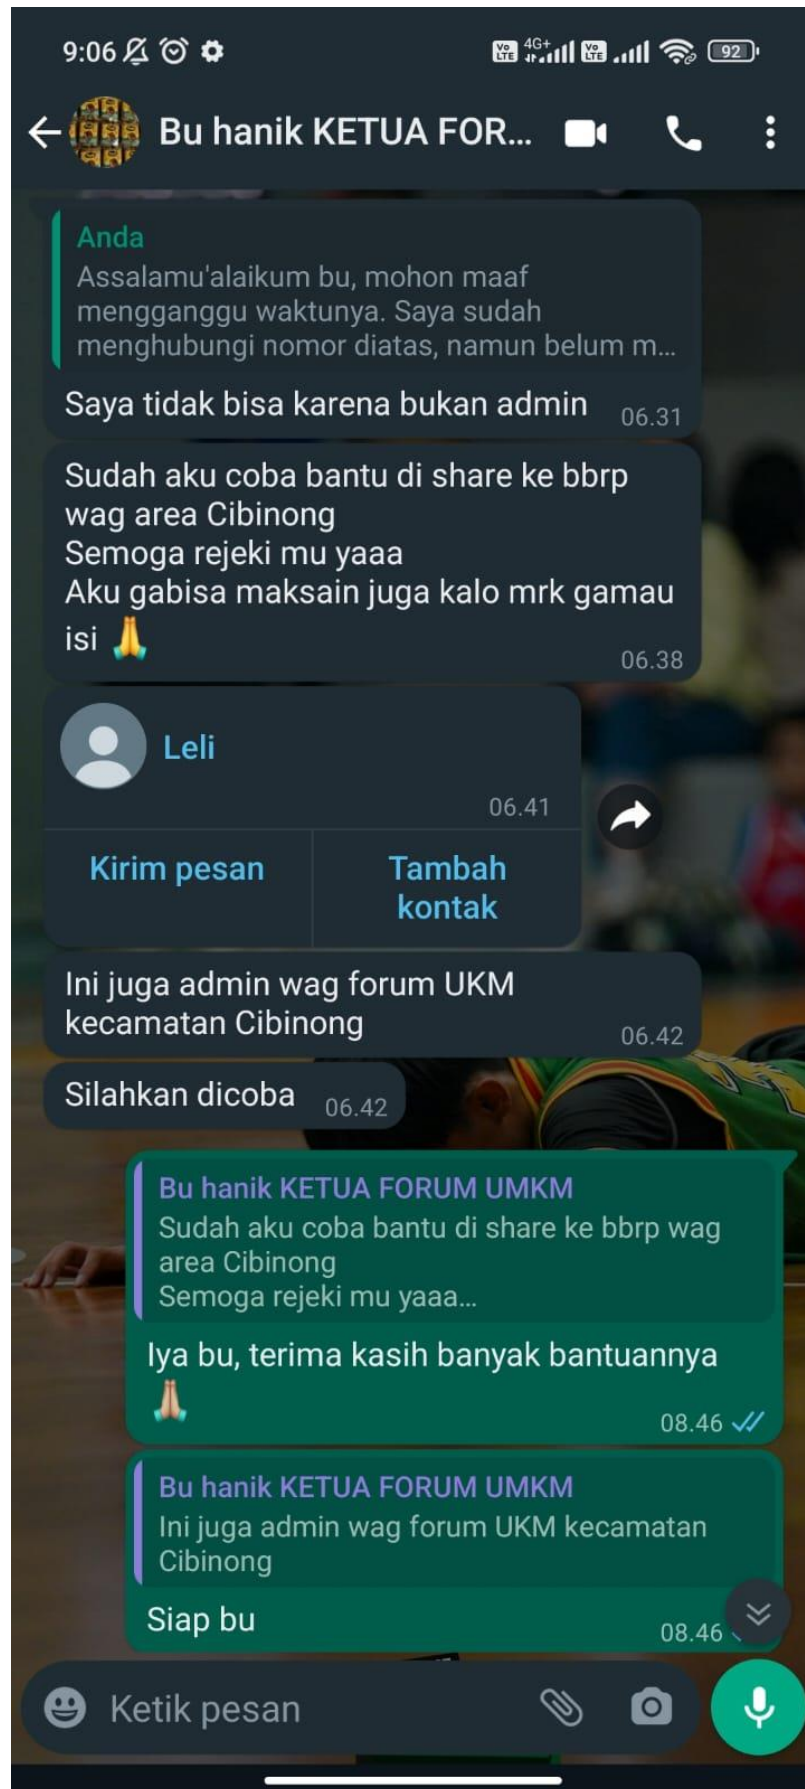 9:06
Vo LTE 4G+ Vo LTE 92
Bu hanik KETUA FOR...
Anda
Assalamu'alaikum bu, mohon maaf
mengganggu waktunya. Saya sudah
menghubungi nomor diatas, namun belum m...
Saya tidak bisa karena bukan admin
06.31
Sudah aku coba bantu di share ke bbrp
wag area Cibinong
Semoga rejeki mu yaaa
Aku gabisa maksain juga kalo mrk gamau
isi 🙏
06.38
Leli
06.41
Kirim pesan
Tambah
kontak
Ini juga admin wag forum UKM
kecamatan Cibinong
06.42
Silahkan dicoba
06.42
Bu hanik KETUA FORUM UMKM
Sudah aku coba bantu di share ke bbrp wag
area Cibinong
Semoga rejeki mu yaaa...
Iya bu, terima kasih banyak bantuannya
🙏🏻
08.46
Bu hanik KETUA FORUM UMKM
Ini juga admin wag forum UKM kecamatan
Cibinong
Siap bu
08.46
Ketik pesan